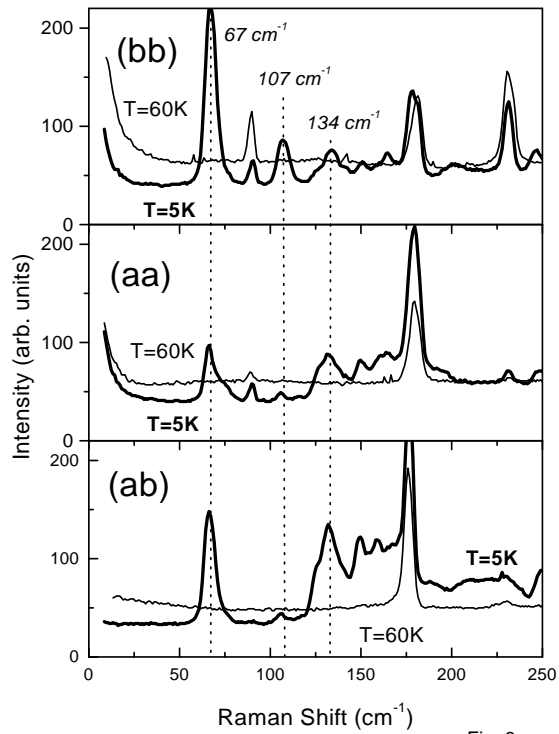 200
(bb)
67 cm-1
107 cm-1
134 cm-1
T=60K
100
T=5K
0
200
(aa)
T=60K
100
T=5K
0
200
(ab)
T=5K
100
T=60K
0
0 50 100 150 200 250
Intensity (arb. units)
Raman Shift (cm-1)